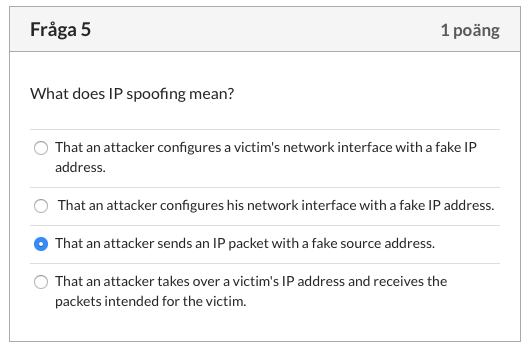 Fråga 5
1 poäng
What does IP spoofing mean?
That an attacker configures a victim's network interface with a fake IP
address.
That an attacker configures his network interface with a fake IP address.
That an attacker sends an IP packet with a fake source address.
That an attacker takes over a victim's IP address and receives the
packets intended for the victim.